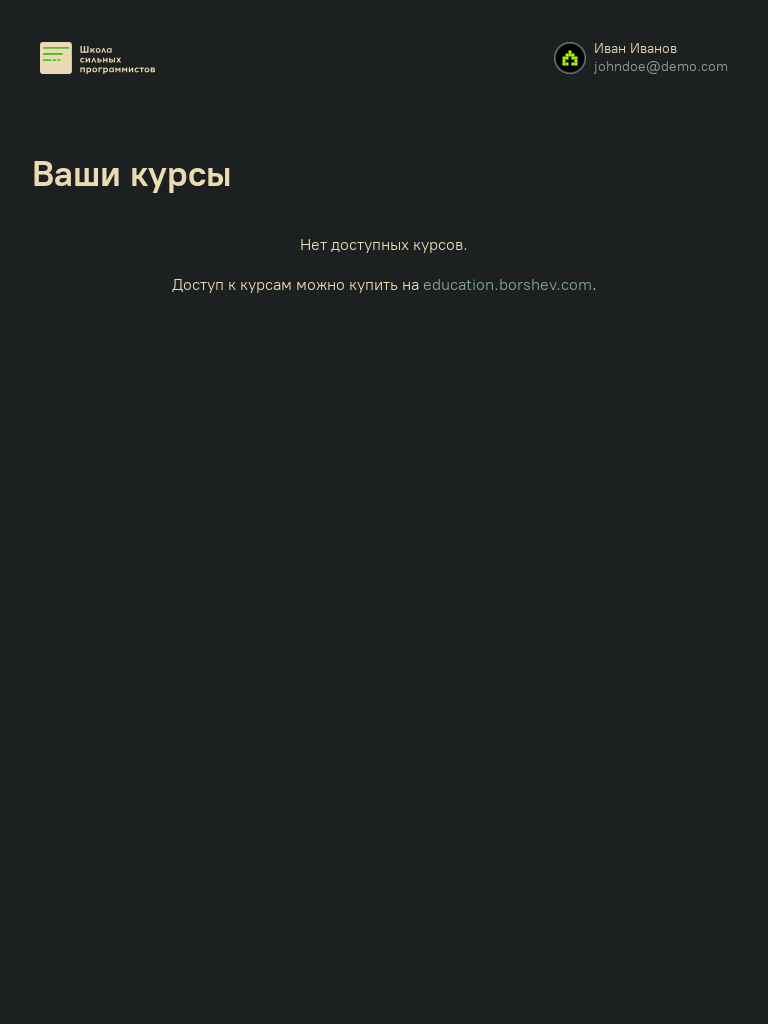 Школа
сильных
программистов
Иван Иванов
johndoe@demo.com
Ваши курсы
Нет доступных курсов.
Доступ к курсам можно купить на education.borshev.com.